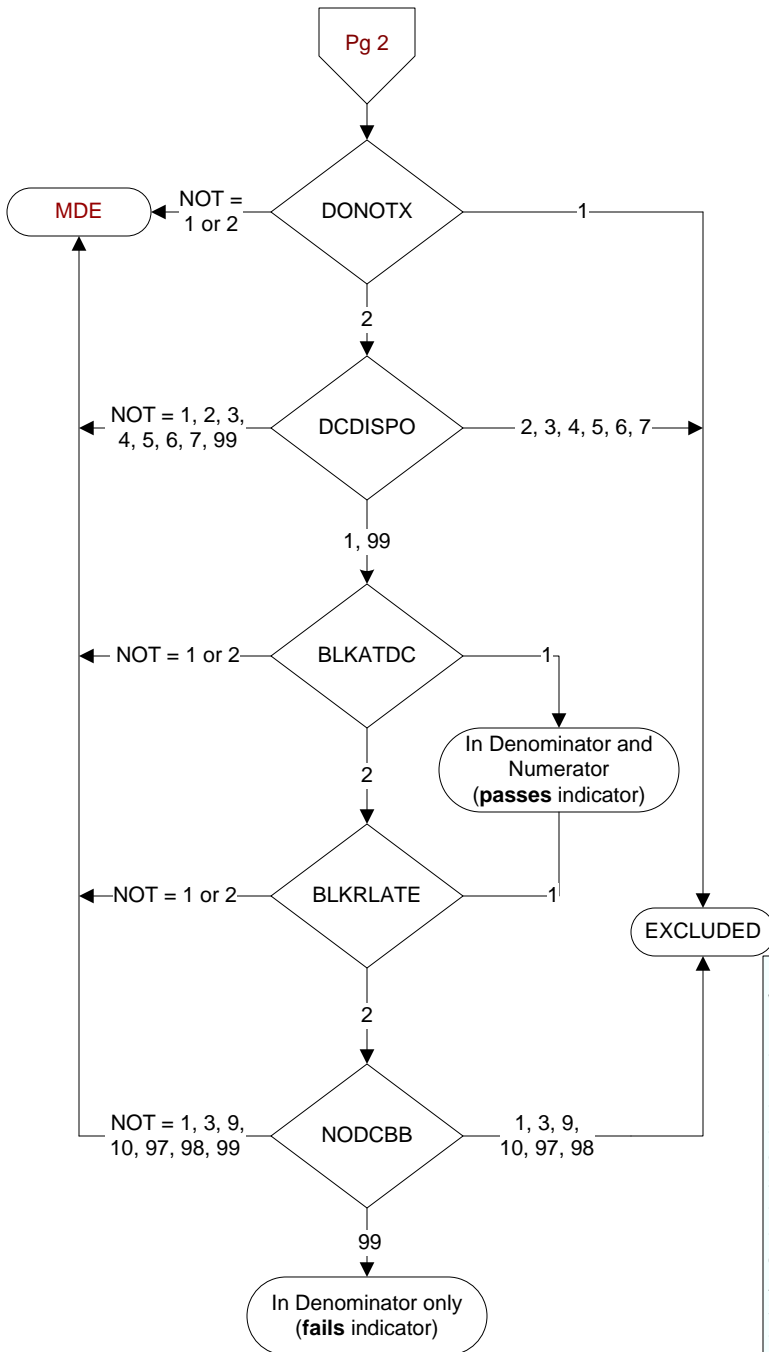 Pg 2
DONOTX
MDE
NOT =
1 or 2
1
2
DCDISPO
NOT = 1, 2, 3,
4, 5, 6, 7, 99
2, 3, 4, 5, 6, 7
1, 99
BLKATDC
NOT = 1 or 2
1
In Denominator and
Numerator
(passes indicator)
2
BLKRLATE
NOT = 1 or 2
1
EXCLUDED
2
NODCBB
NOT = 1, 3, 9,
10, 97, 98, 99
1, 3, 9,
10, 97, 98
99
In Denominator only
(fails indicator)